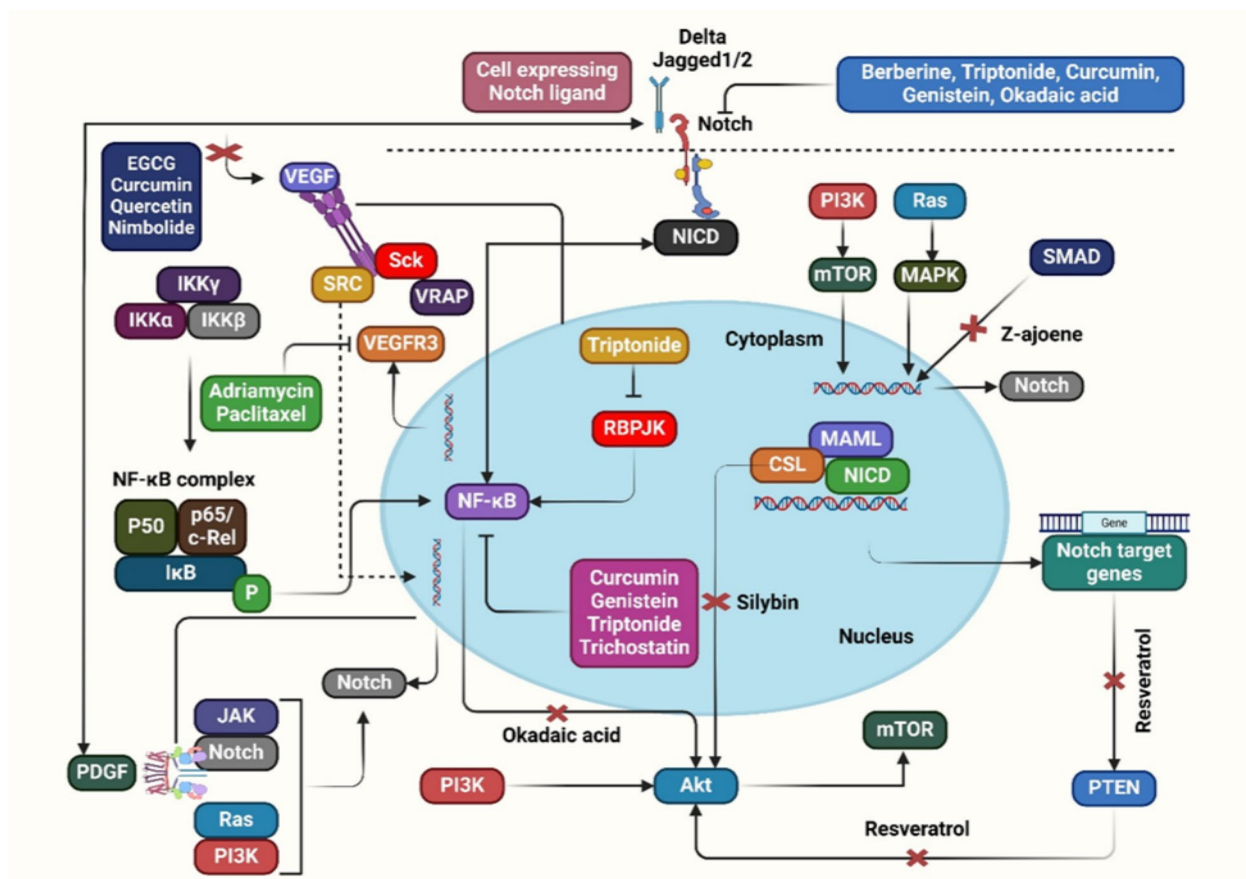 Delta
Jagged1/2
Cell expressing
Notch ligand
Berberine, Triptonide, Curcumin,
Genistein, Okadaic acid
Notch
EGCG
Curcumin
Quercetin
Nimbolide
VEGF
NICD
PI3K
Ras
SMAD
Sck
SRC
VRAP
mTOR
MAPK
IKKγ
IKKα
IKKβ
VEGFR3
Triptonide
Cytoplasm
Z-ajoene
Notch
Adriamycin
Paclitaxel
RBPJK
MAML
CSL
NICD
NF-κB complex
P50
p65/
c-Rel
IκB
P
NF-κB
Gene
Notch target
genes
Curcumin
Genistein
Triptonide
Trichostatin
Silybin
Nucleus
Resveratrol
Notch
JAK
Notch
Okadaic acid
mTOR
PDGF
PI3K
Akt
PTEN
Ras
PI3K
Resveratrol